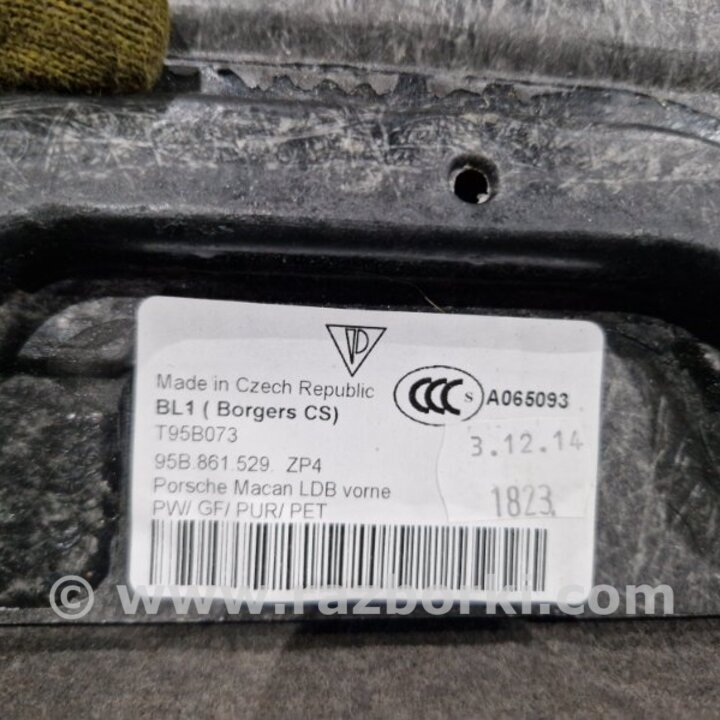 Made in Czech Republic
BL1 ( Borgers CS)
T95B073
95B.861.529. ZP4
Porsche Macan LDB vorne
PW/ GF/ PUR/ PET
CCC S A065093
3.12.14
1823
© www.razborki.com